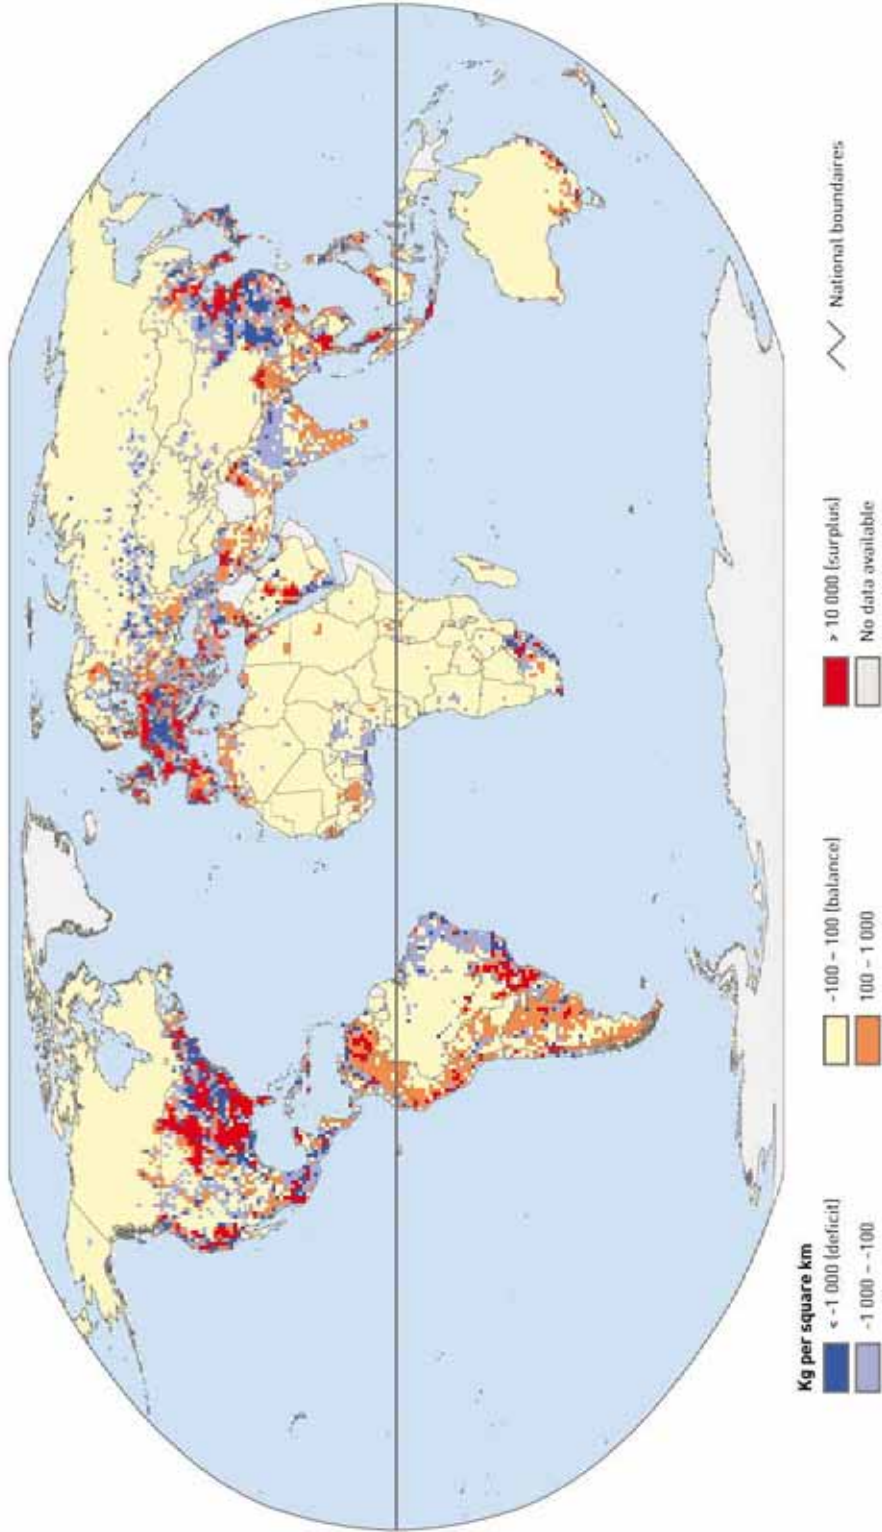 Kg per square km
< -1 000 (deficit)
-1 000 – -100
-100 – 100 (balance)
100 – 1 000
> 10 000 (surplus)
No data available
National boundaires